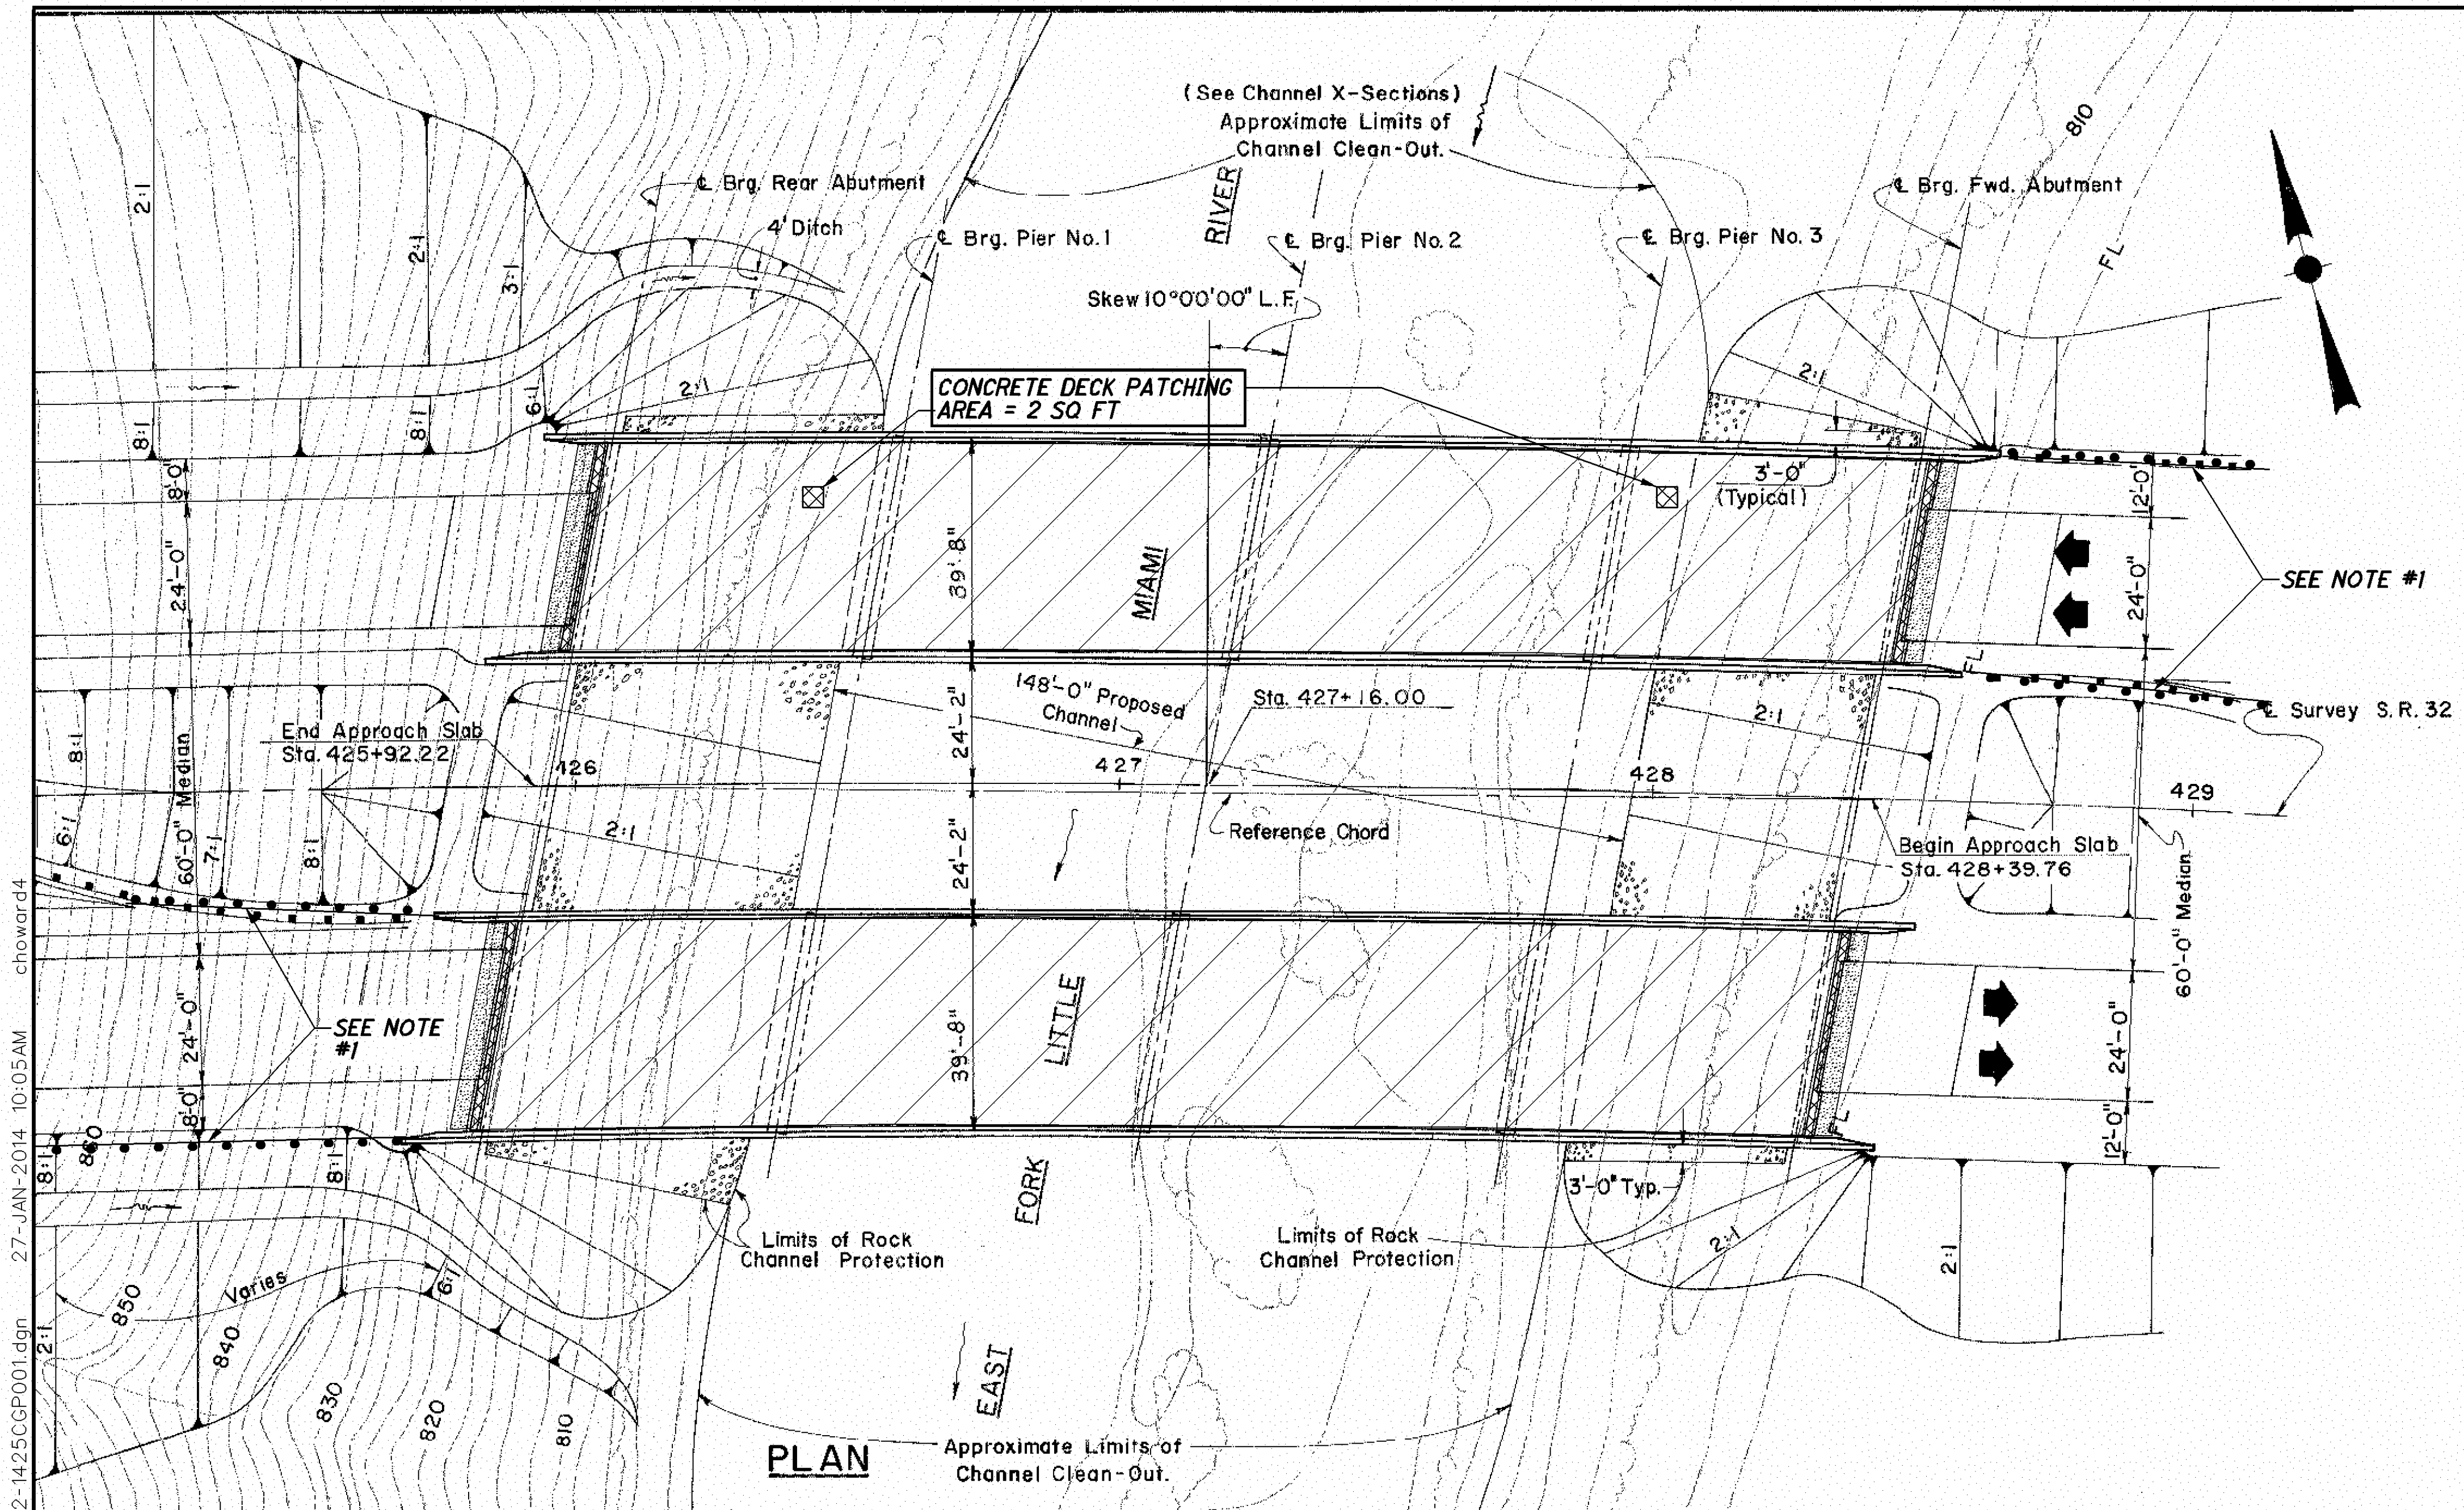 (See Channel X-Sections)
Approximate Limits of
Channel Clean-Out.
810
℄ Brg. Rear Abutment
℄ Brg. Fwd. Abutment
2:1
4' Ditch
RIVER
℄ Brg. Pier No.1
℄ Brg. Pier No. 2
℄ Brg. Pier No. 3
2:1
3:1
FL
Skew 10°00'00" L.F.
CONCRETE DECK PATCHING
AREA = 2 SQ FT
2:1
6:1
2:1
8:1
8:1
8'-0"
3'-0"
(Typical)
12'-0"
24'-0"
39'-8"
MIAMI
24'-0"
SEE NOTE #1
FL
148'-0" Proposed
Channel
Sta. 427+16.00
24'-2"
2:1
℄ Survey S.R. 32
End Approach Slab
Sta. 425+92.22
8:1
60'-0" Median
426
427
428
429
6:1
7:1
8:1
2:1
Reference Chord
24'-2"
Begin Approach Slab
Sta. 428+39.76
60'-0" Median
24'-0"
SEE NOTE
#1
39'-8"
LITTLE
24'-0"
8'-0"
FL
12'-0"
860
8:1
8:1
FORK
3'-0" Typ.
Limits of Rock
Channel Protection
Limits of Rock
Channel Protection
2:1
2:1
Varies
6:1
850
840
2:1
830
820
810
EAST
PLAN
Approximate Limits of
Channel Clean-Out.
2-1425CGP001.dgn 27-JAN-2014 10:05AM choward4